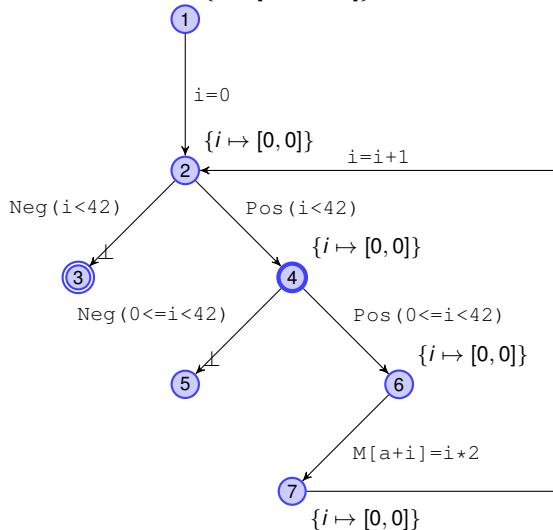 1
i=0
{i ↦ [0,0]}
2
i=i+1
Neg(i<42)
Pos(i<42)
{i ↦ [0,0]}
⊥
3
4
Neg(0<=i<42)
Pos(0<=i<42)
{i ↦ [0,0]}
⊥
5
6
M[a+i]=i*2
7
{i ↦ [0,0]}